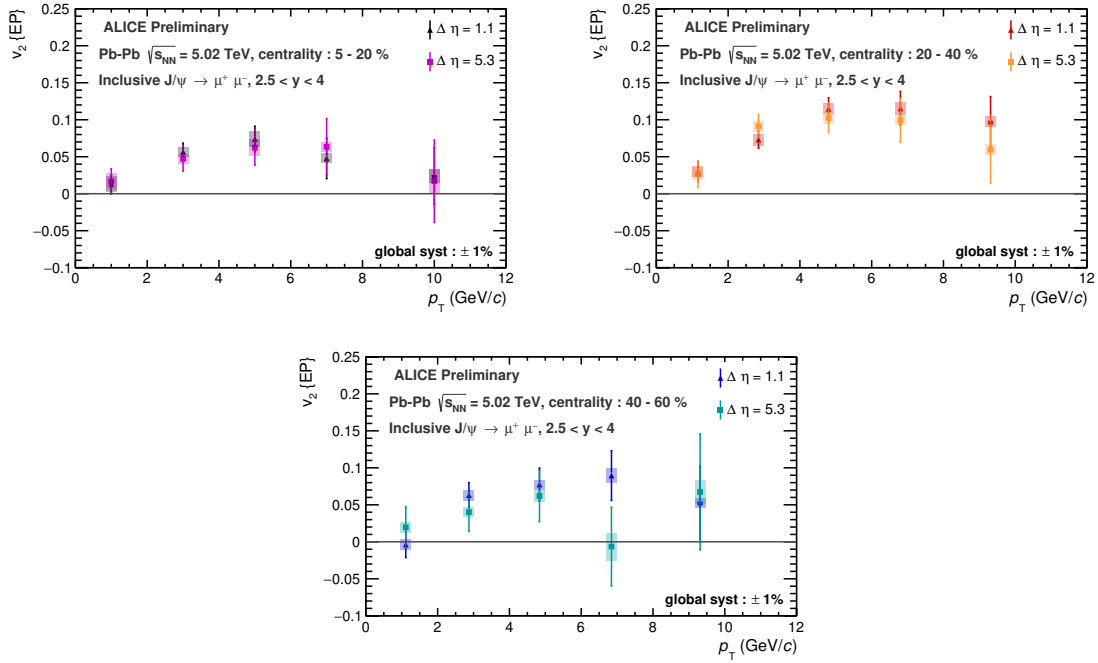 ALICE Preliminary
Δ η = 1.1
Pb-Pb √s_NN = 5.02 TeV, centrality : 5 - 20 %
Δ η = 5.3
Inclusive J/ψ → μ⁺ μ⁻, 2.5 < y < 4
v₂ {EP}
0.25
0.2
0.15
0.1
0.05
0
−0.05
−0.1
global syst : ± 1%
0 2 4 6 8 10 12
p_T (GeV/c)
ALICE Preliminary
Δ η = 1.1
Pb-Pb √s_NN = 5.02 TeV, centrality : 20 - 40 %
Δ η = 5.3
Inclusive J/ψ → μ⁺ μ⁻, 2.5 < y < 4
v₂ {EP}
0.25
0.2
0.15
0.1
0.05
0
−0.05
−0.1
global syst : ± 1%
0 2 4 6 8 10 12
p_T (GeV/c)
ALICE Preliminary
Δ η = 1.1
Pb-Pb √s_NN = 5.02 TeV, centrality : 40 - 60 %
Δ η = 5.3
Inclusive J/ψ → μ⁺ μ⁻, 2.5 < y < 4
v₂ {EP}
0.25
0.2
0.15
0.1
0.05
0
−0.05
−0.1
global syst : ± 1%
0 2 4 6 8 10 12
p_T (GeV/c)